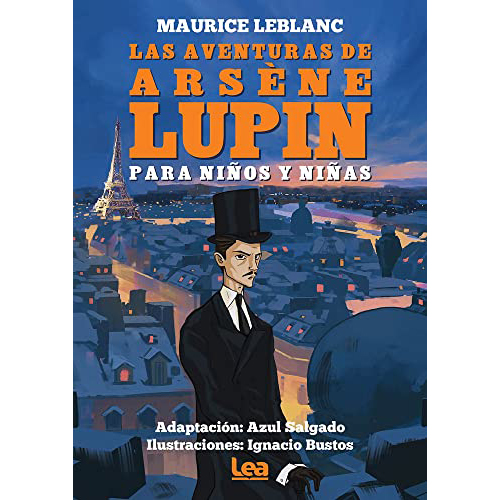 MAURICE LEBLANC
LAS AVENTURAS DE
ARSÈNE
LUPIN
PARA NIÑOS Y NIÑAS
Adaptación: Azul Salgado
Ilustraciones: Ignacio Bustos
Lea